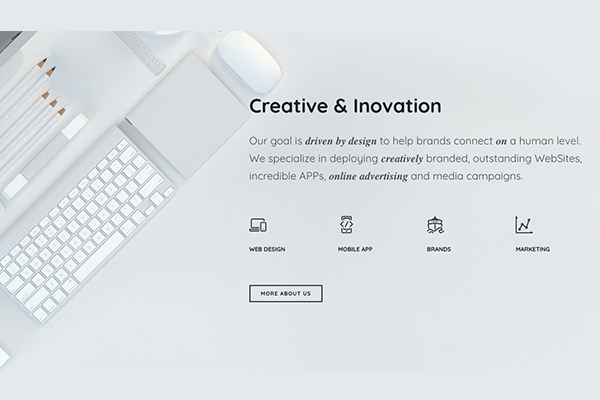 Creative & Inovation
Our goal is driven by design to help brands connect on a human level.
We specialize in deploying creatively branded, outstanding WebSites,
incredible APPs, online advertising and media campaigns.
WEB DESIGN
MOBILE APP
BRANDS
MARKETING
MORE ABOUT US